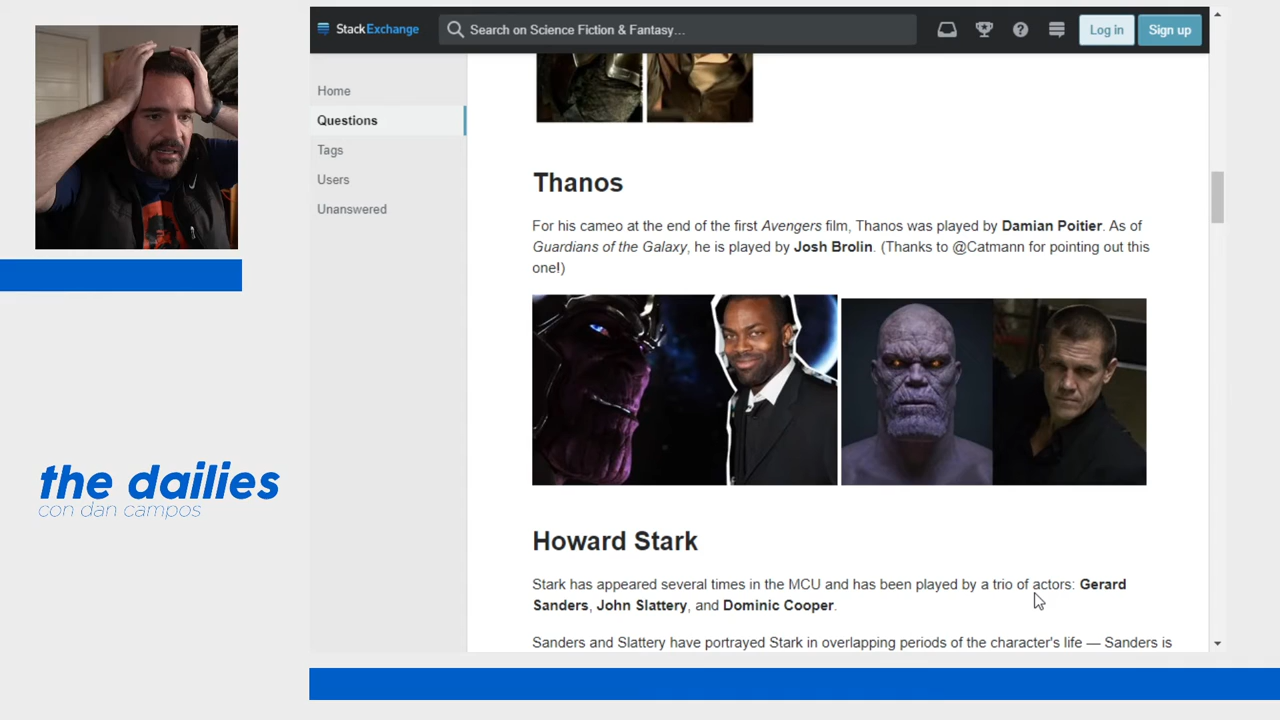 StackExchange
Search on Science Fiction & Fantasy...
Log in
Sign up
Home
Questions
Tags
Users
Unanswered
Thanos
For his cameo at the end of the first Avengers film, Thanos was played by Damian Poitier. As of
Guardians of the Galaxy, he is played by Josh Brolin. (Thanks to @Catmann for pointing out this
one!)
the dailies
con dan campos
Howard Stark
Stark has appeared several times in the MCU and has been played by a trio of actors: Gerard
Sanders, John Slattery, and Dominic Cooper.
Sanders and Slattery have portrayed Stark in overlapping periods of the character's life — Sanders is